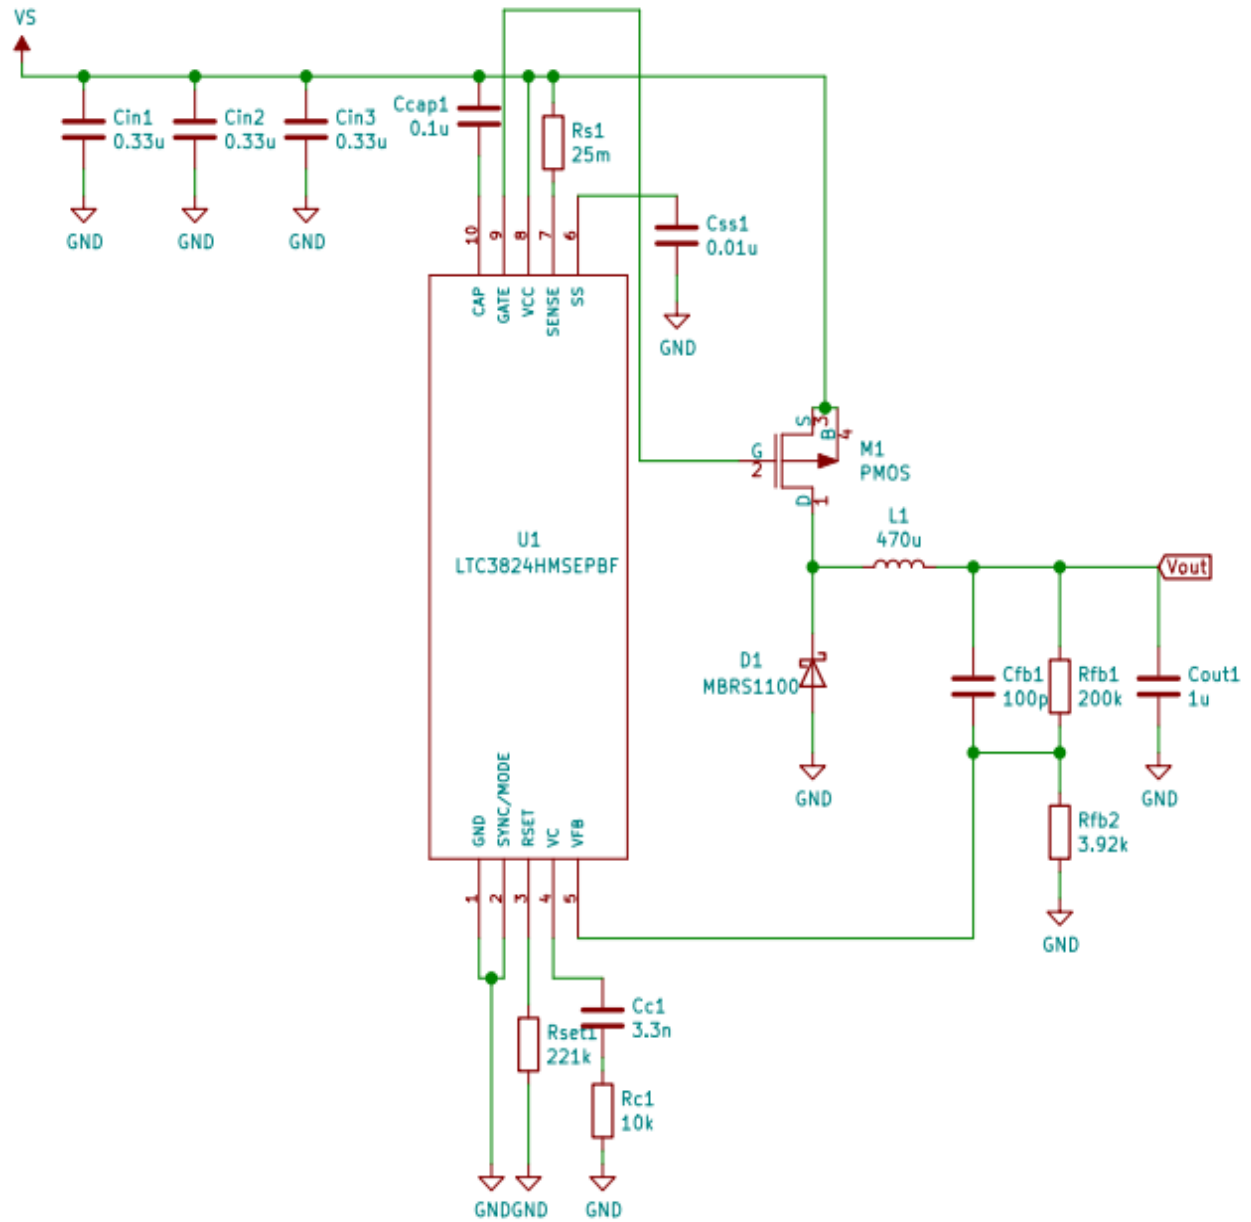 VS
Cin1
0.33u
Cin2
0.33u
Cin3
0.33u
Ccap1
0.1u
Rs1
25m
Css1
0.01u
GND
GND
GND
GND
10
9
8
7
6
CAP
GATE
VCC
SENSE
SS
S
3
B
4
G
2
D
1
M1
PMOS
U1
LTC3824HMSEPBF
L1
470u
Vout
D1
MBRS1100
Cfb1
100p
Rfb1
200k
Cout1
1u
GND
GND
Rfb2
3.92k
GND
GND
SYNC/MODE
RSET
VC
VFB
1
2
3
4
5
Cc1
3.3n
Rset1
221k
Rc1
10k
GND
GND
GND